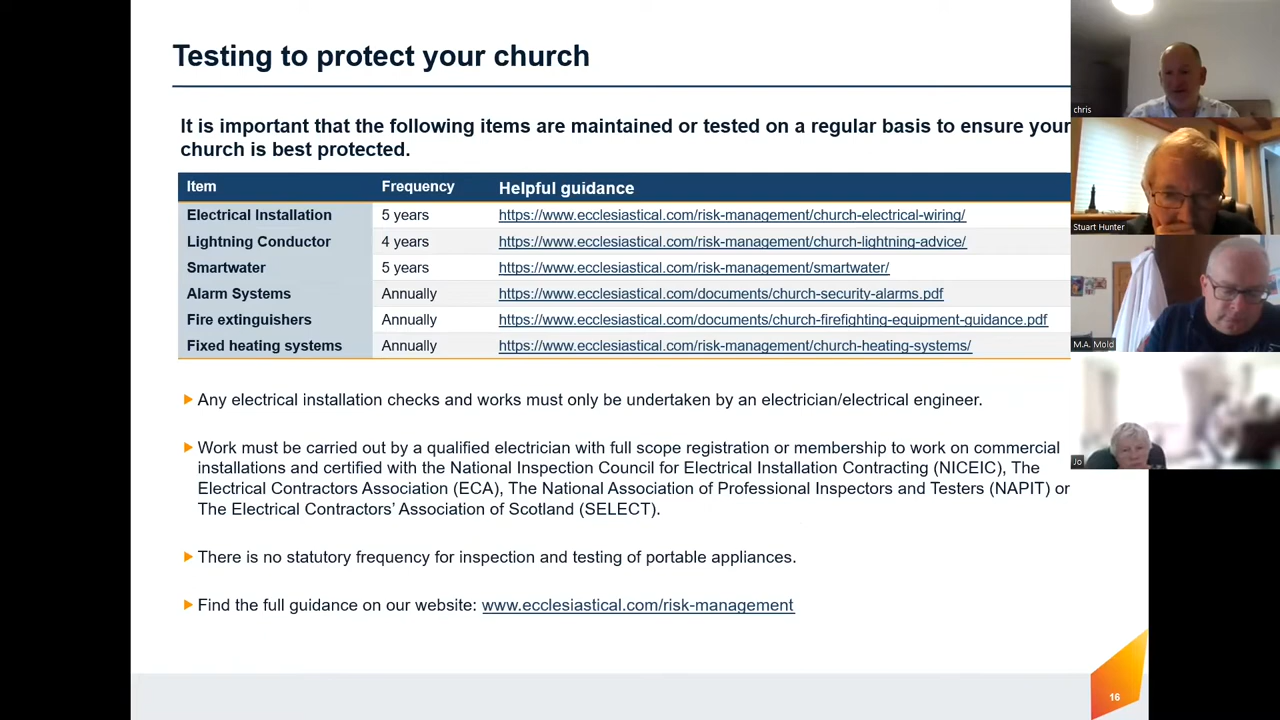 Testing to protect your church
It is important that the following items are maintained or tested on a regular basis to ensure your
church is best protected.
Item Frequency Helpful guidance
Electrical Installation 5 years https://www.ecclesiastical.com/risk-management/church-electrical-wiring/
Lightning Conductor 4 years https://www.ecclesiastical.com/risk-management/church-lightning-advice/
Smartwater 5 years https://www.ecclesiastical.com/risk-management/smartwater/
Alarm Systems Annually https://www.ecclesiastical.com/documents/church-security-alarms.pdf
Fire extinguishers Annually https://www.ecclesiastical.com/documents/church-firefighting-equipment-guidance.pdf
Fixed heating systems Annually https://www.ecclesiastical.com/risk-management/church-heating-systems/
Any electrical installation checks and works must only be undertaken by an electrician/electrical engineer.
Work must be carried out by a qualified electrician with full scope registration or membership to work on commercial
installations and certified with the National Inspection Council for Electrical Installation Contracting (NICEIC), The
Electrical Contractors Association (ECA), The National Association of Professional Inspectors and Testers (NAPIT) or
The Electrical Contractors' Association of Scotland (SELECT).
There is no statutory frequency for inspection and testing of portable appliances.
Find the full guidance on our website: www.ecclesiastical.com/risk-management
16
chris
Stuart Hunter
M.A. Mold
Jo